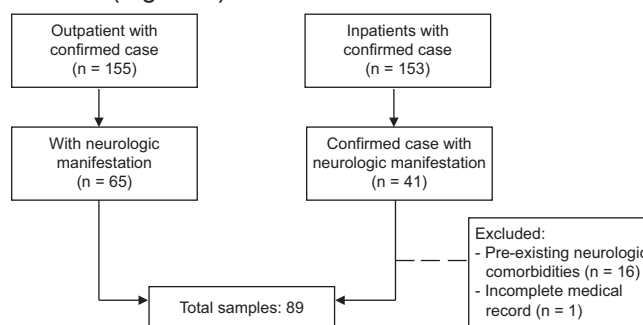 Outpatient with
confirmed case
(n = 155)
Inpatients with
confirmed case
(n = 153)
With neurologic
manifestation
(n = 65)
Confirmed case with
neurologic manifestation
(n = 41)
Excluded:
- Pre-existing neurologic
comorbidities (n = 16)
- Incomplete medical
record (n = 1)
Total samples: 89